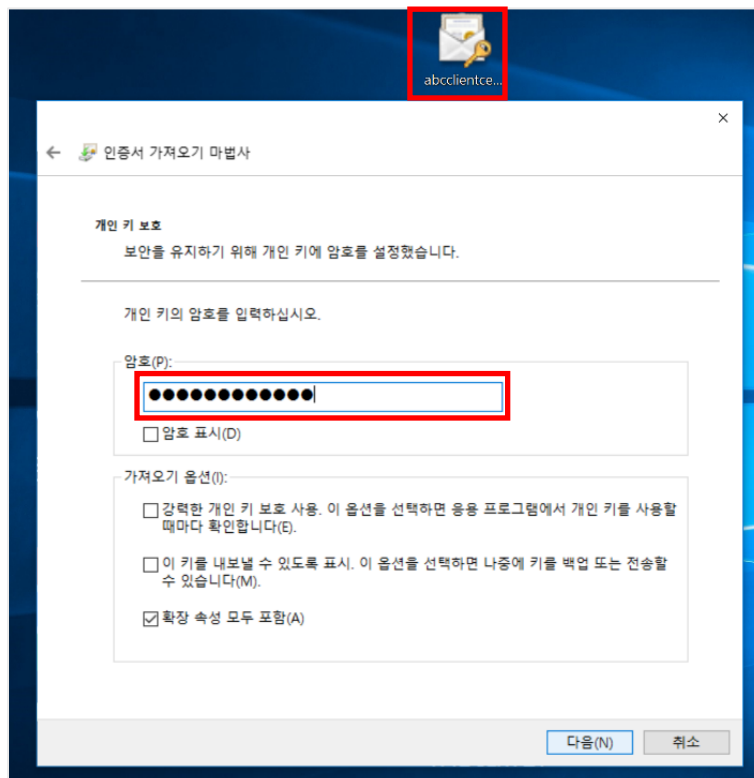 abcclientce...
인증서 가져오기 마법사
개인 키 보호
보안을 유지하기 위해 개인 키에 암호를 설정했습니다.
개인 키의 암호를 입력하십시오.
암호(P):
●●●●●●●●●●●●
암호 표시(D)
가져오기 옵션(I):
강력한 개인 키 보호 사용. 이 옵션을 선택하면 응용 프로그램에서 개인 키를 사용할
때마다 확인합니다(E).
이 키를 내보낼 수 있도록 표시. 이 옵션을 선택하면 나중에 키를 백업 또는 전송할
수 있습니다(M).
확장 속성 모두 포함(A)
다음(N)
취소